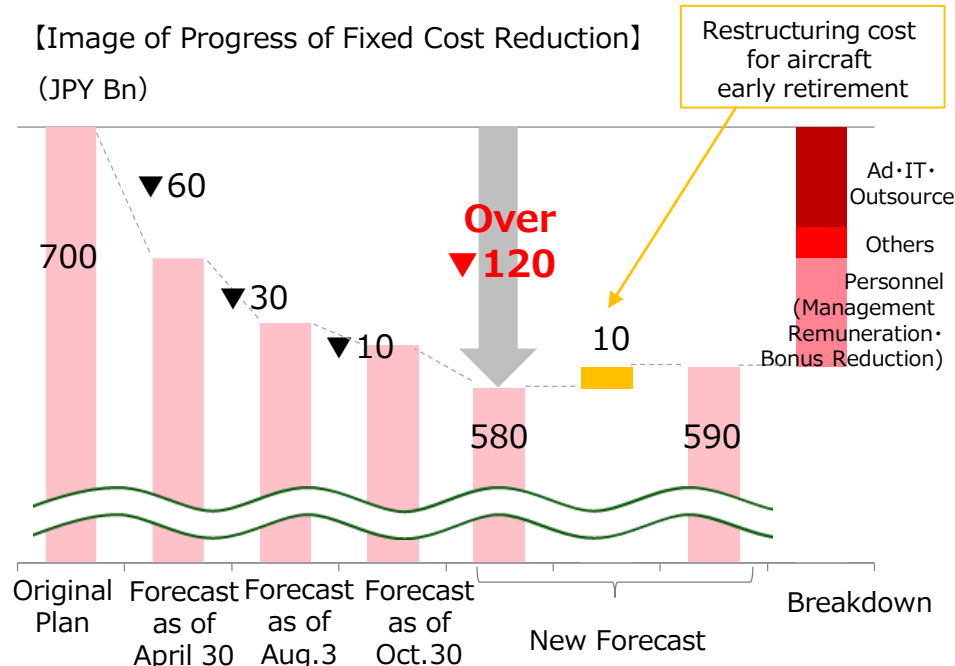 【Image of Progress of Fixed Cost Reduction】
（JPY Bn）
Restructuring cost
for aircraft
early retirement
700
▼60
▼30
▼10
Over
▼120
580
10
590
Ad･IT･
Outsource
Others
Personnel
(Management
Remuneration･
Bonus Reduction)
Original
Plan
Forecast
as of
April 30
Forecast
as of
Aug.3
Forecast
as of
Oct.30
New Forecast
Breakdown